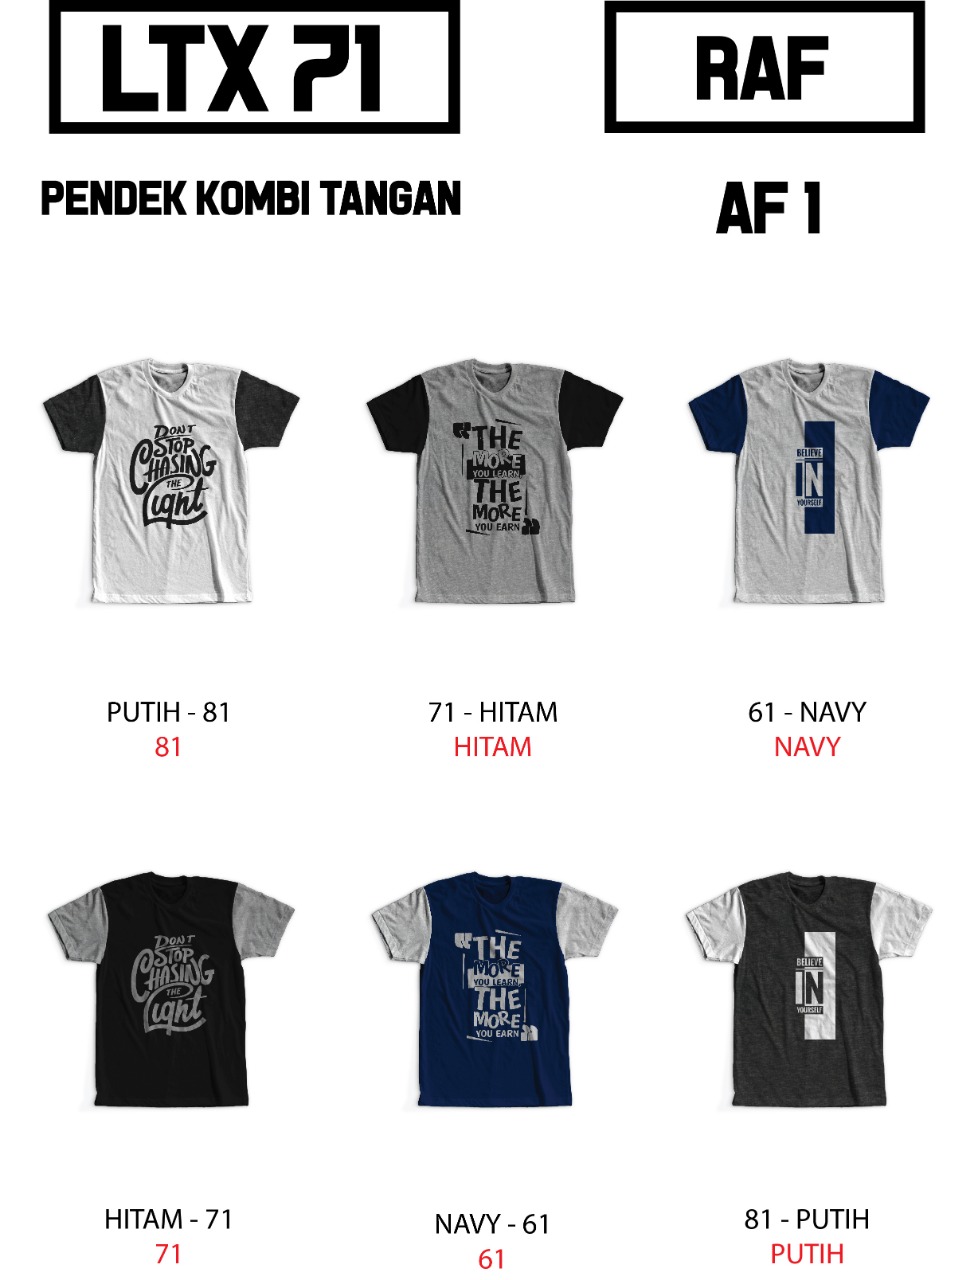 LTX 71
RAF
PENDEK KOMBI TANGAN
AF 1
DON'T
STOP
CHASING
THE
Light
"THE
MORE
YOU LEARN,
THE
MORE
YOU EARN"
BELIEVE
IN
YOURSELF
PUTIH - 81
81
71 - HITAM
HITAM
61 - NAVY
NAVY
DON'T
STOP
CHASING
THE
Light
"THE
MORE
YOU LEARN,
THE
MORE
YOU EARN"
BELIEVE
IN
YOURSELF
HITAM - 71
71
NAVY - 61
61
81 - PUTIH
PUTIH